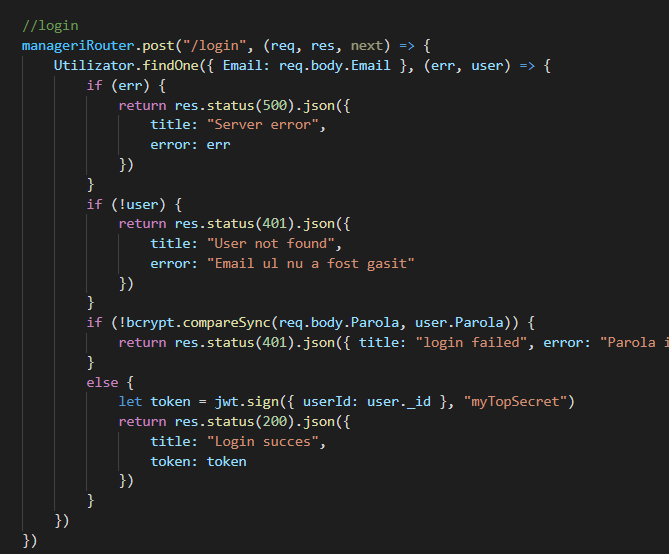 //login
manageriRouter.post("/login", (req, res, next) => {
    Utilizator.findOne({ Email: req.body.Email }, (err, user) => {
        if (err) {
            return res.status(500).json({
                title: "Server error",
                error: err
            })
        }
        if (!user) {
            return res.status(401).json({
                title: "User not found",
                error: "Email ul nu a fost gasit"
            })
        }
        if (!bcrypt.compareSync(req.body.Parola, user.Parola)) {
            return res.status(401).json({ title: "login failed", error: "Parola
        }
        else {
            let token = jwt.sign({ userId: user._id }, "myTopSecret")
            return res.status(200).json({
                title: "Login succes",
                token: token
            })
        }
    })
})